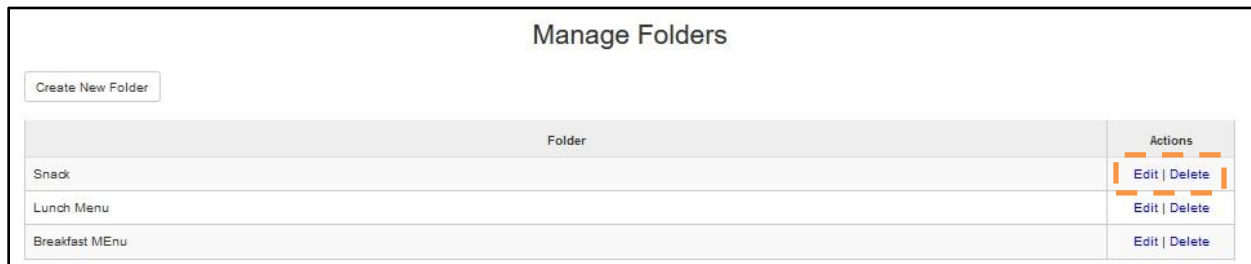 Manage Folders
Create New Folder
Folder Actions
Snack Edit | Delete
Lunch Menu Edit | Delete
Breakfast MEnu Edit | Delete